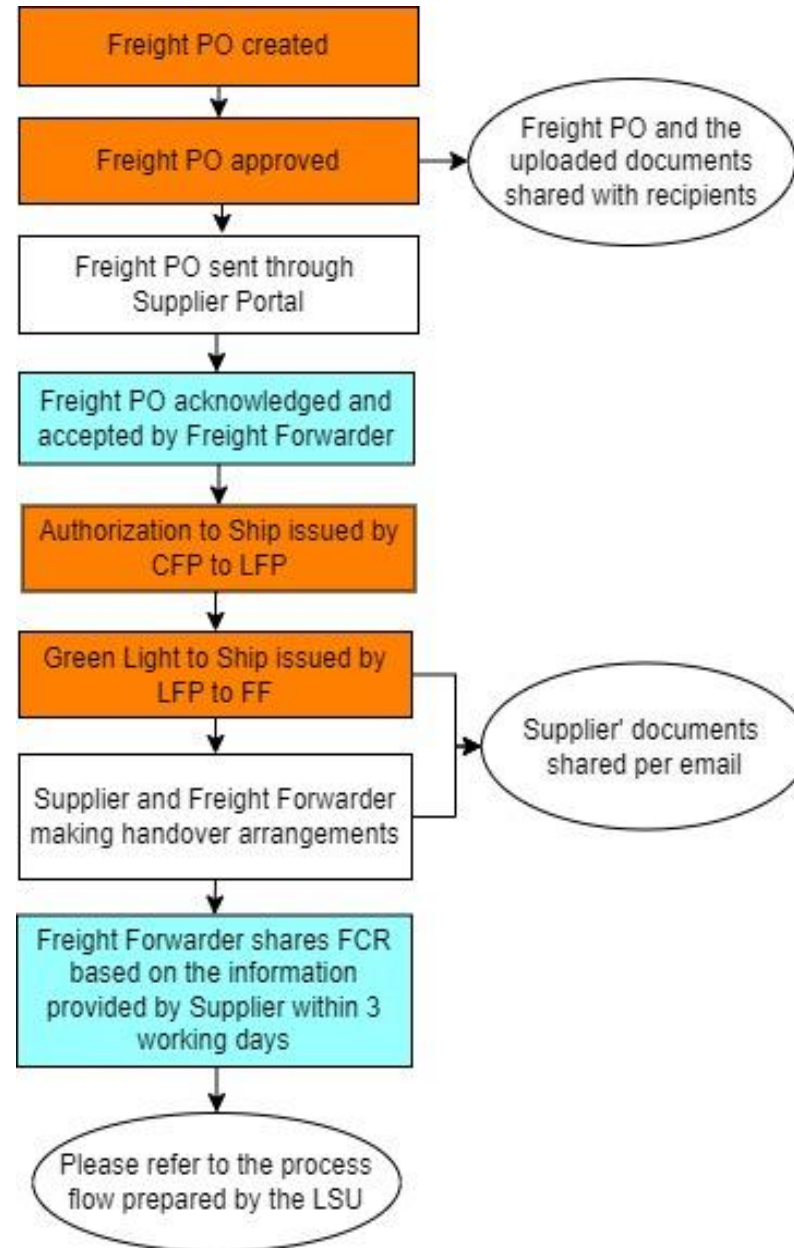 Freight PO created
Freight PO approved
Freight PO and the
uploaded documents
shared with recipients
Freight PO sent through
Supplier Portal
Freight PO acknowledged and
accepted by Freight Forwarder
Authorization to Ship issued by
CFP to LFP
Green Light to Ship issued by
LFP to FF
Supplier' documents
shared per email
Supplier and Freight Forwarder
making handover arrangements
Freight Forwarder shares FCR
based on the information
provided by Supplier within 3
working days
Please refer to the process
flow prepared by the LSU